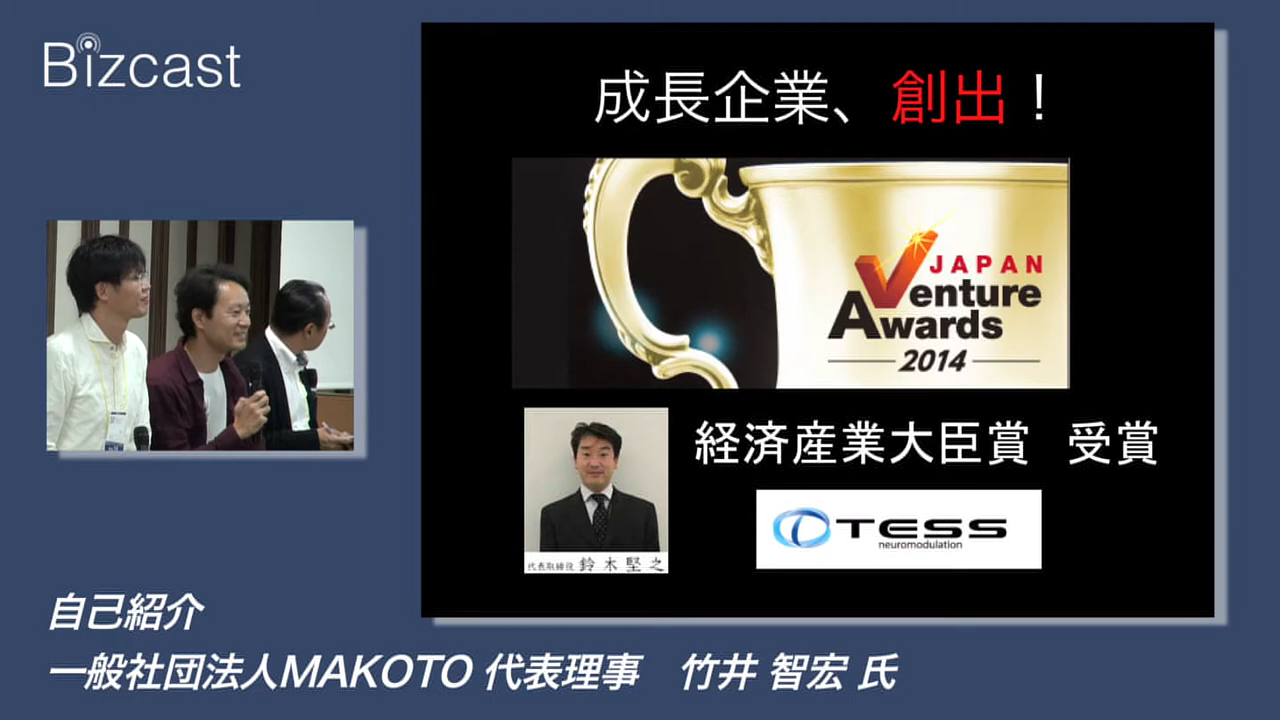 Bizcast
成長企業、創出！
JAPAN
Venture
Awards
2014
経済産業大臣賞　受賞
TESS
neuromodulation
代表取締役 鈴木堅之
自己紹介
一般社団法人MAKOTO 代表理事　竹井 智宏 氏